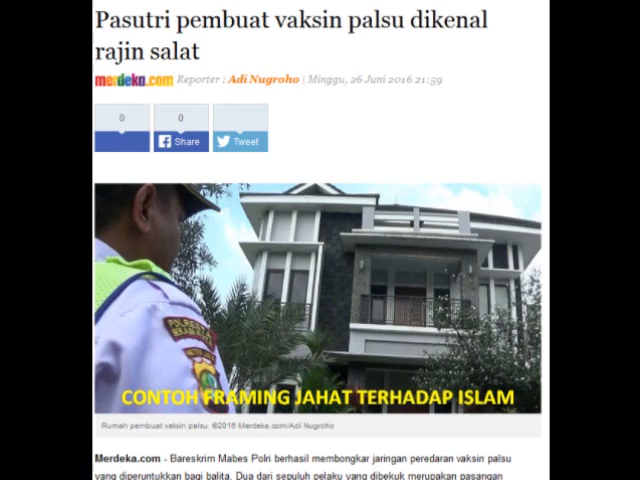 Pasutri pembuat vaksin palsu dikenal
rajin salat
merdeka.com Reporter : Adi Nugroho | Minggu, 26 Juni 2016 21:59
0 0
Share Tweet
CONTOH FRAMING JAHAT TERHADAP ISLAM
Rumah pembuat vaksin palsu. ©2016 Merdeka.com/Adi Nugroho
Merdeka.com - Bareskrim Mabes Polri berhasil membongkar jaringan peredaran vaksin palsu
yang diperuntukkan bagi balita. Dua dari sepuluh pelaku yang dibekuk merupakan pasangan